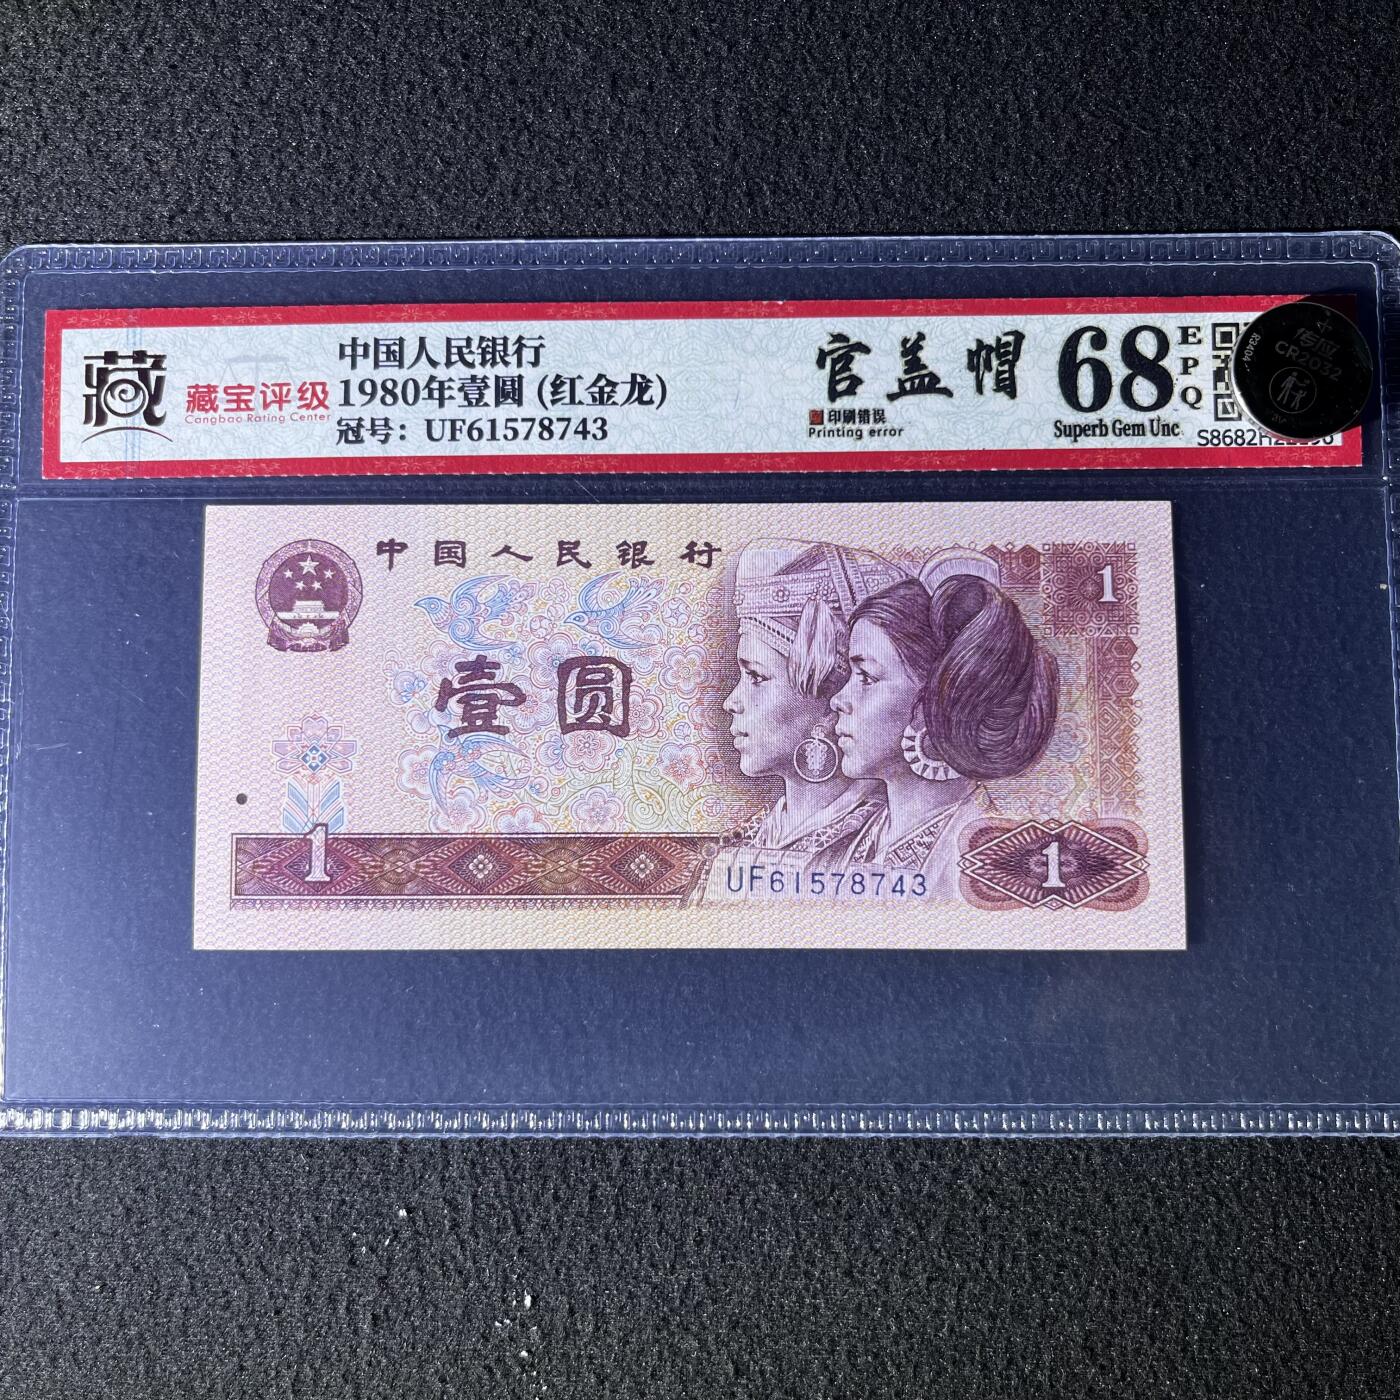 藏
藏宝评级
Cangbao Rating Center
中国人民银行
1980年壹圆 (红金龙)
冠号：UF61578743
官盖帽
印刷错误
Printing error
68
EPQ
Superb Gem Unc
S8682H
CR2032
中国人民银行
1
壹圆
1
UF61578743
1